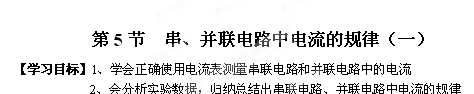 第 5 节 串、并联电路中电流的规律（一）
【学习目标】1、学会正确使用电流表测量串联电路和并联电路中的电流
2、会分析实验数据，归纳总结出串联电路、并联电路中电流的规律